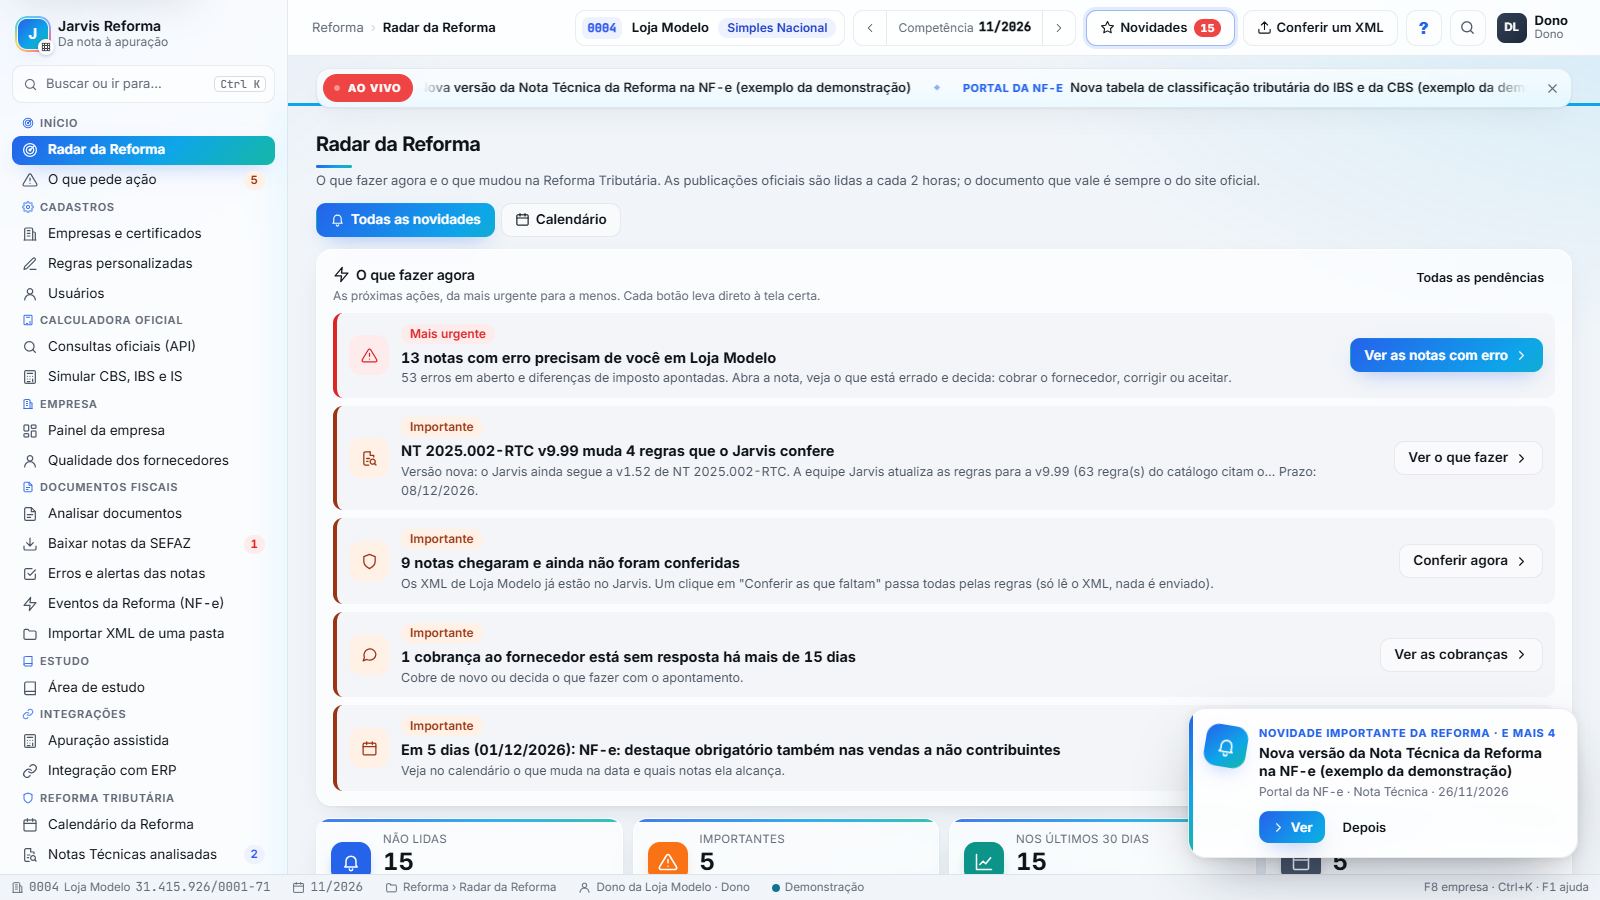 J
Jarvis Reforma
Da nota à apuração
Buscar ou ir para...
Ctrl K
INÍCIO
Radar da Reforma
O que pede ação
5
CADASTROS
Empresas e certificados
Regras personalizadas
Usuários
CALCULADORA OFICIAL
Consultas oficiais (API)
Simular CBS, IBS e IS
EMPRESA
Painel da empresa
Qualidade dos fornecedores
DOCUMENTOS FISCAIS
Analisar documentos
Baixar notas da SEFAZ
1
Erros e alertas das notas
Eventos da Reforma (NF-e)
Importar XML de uma pasta
ESTUDO
Área de estudo
INTEGRAÇÕES
Apuração assistida
Integração com ERP
REFORMA TRIBUTÁRIA
Calendário da Reforma
Notas Técnicas analisadas
2
Reforma › Radar da Reforma
0004 Loja Modelo Simples Nacional
‹ Competência 11/2026 ›
Novidades 15
Conferir um XML
?
DL
Dono
Dono
AO VIVO
ova versão da Nota Técnica da Reforma na NF-e (exemplo da demonstração)
PORTAL DA NF-E Nova tabela de classificação tributária do IBS e da CBS (exemplo da dem
Radar da Reforma
O que fazer agora e o que mudou na Reforma Tributária. As publicações oficiais são lidas a cada 2 horas; o documento que vale é sempre o do site oficial.
Todas as novidades
Calendário
O que fazer agora
As próximas ações, da mais urgente para a menos. Cada botão leva direto à tela certa.
Todas as pendências
Mais urgente
13 notas com erro precisam de você em Loja Modelo
53 erros em aberto e diferenças de imposto apontadas. Abra a nota, veja o que está errado e decida: cobrar o fornecedor, corrigir ou aceitar.
Ver as notas com erro
Importante
NT 2025.002-RTC v9.99 muda 4 regras que o Jarvis confere
Versão nova: o Jarvis ainda segue a v1.52 de NT 2025.002-RTC. A equipe Jarvis atualiza as regras para a v9.99 (63 regra(s) do catálogo citam o... Prazo:
08/12/2026.
Ver o que fazer
Importante
9 notas chegaram e ainda não foram conferidas
Os XML de Loja Modelo já estão no Jarvis. Um clique em "Conferir as que faltam" passa todas pelas regras (só lê o XML, nada é enviado).
Conferir agora
Importante
1 cobrança ao fornecedor está sem resposta há mais de 15 dias
Cobre de novo ou decida o que fazer com o apontamento.
Ver as cobranças
Importante
Em 5 dias (01/12/2026): NF-e: destaque obrigatório também nas vendas a não contribuintes
Veja no calendário o que muda na data e quais notas ela alcança.
NOVIDADE IMPORTANTE DA REFORMA · E MAIS 4
Nova versão da Nota Técnica da Reforma
na NF-e (exemplo da demonstração)
Portal da NF-e · Nota Técnica · 26/11/2026
Ver
Depois
NÃO LIDAS
15
IMPORTANTES
5
NOS ÚLTIMOS 30 DIAS
15
5
0004 Loja Modelo 31.415.926/0001-71
11/2026
Reforma › Radar da Reforma
Dono da Loja Modelo · Dono
Demonstração
F8 empresa · Ctrl+K · F1 ajuda